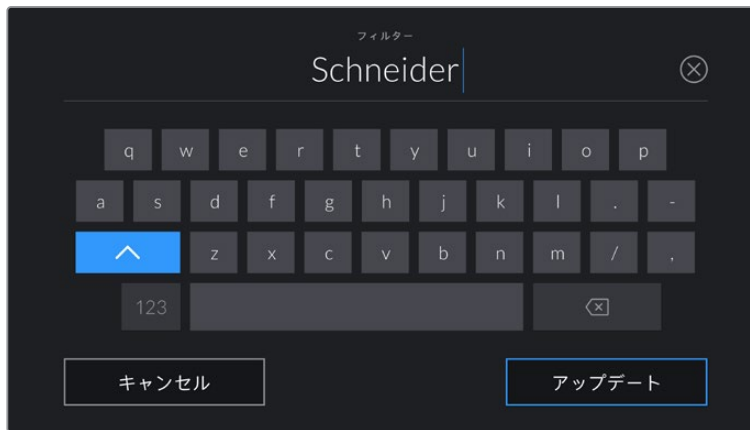 フィルター
Schneider
q w e r t y u i o p
a s d f g h j k l . -
z x c v b n m / ,
123
キャンセル アップデート